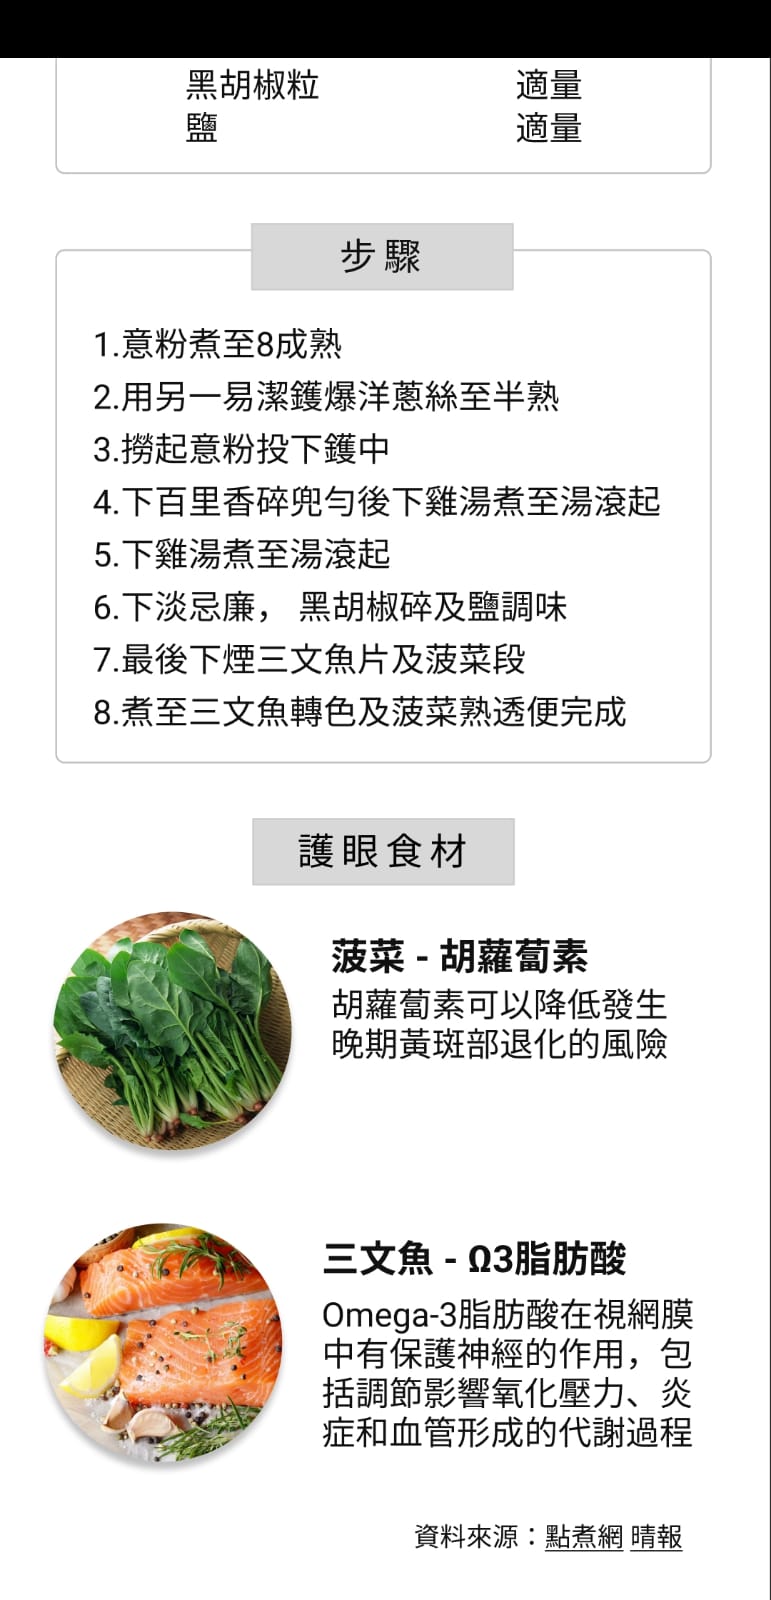 黑胡椒粒 適量
鹽 適量
步驟
1.意粉煮至8成熟
2.用另一易潔鑊爆洋蔥絲至半熟
3.撈起意粉投下鑊中
4.下百里香碎兜勻後下雞湯煮至湯滾起
5.下雞湯煮至湯滾起
6.下淡忌廉， 黑胡椒碎及鹽調味
7.最後下煙三文魚片及菠菜段
8.煮至三文魚轉色及菠菜熟透便完成
護眼食材
菠菜 - 胡蘿蔔素
胡蘿蔔素可以降低發生
晚期黃斑部退化的風險
三文魚 - Ω3脂肪酸
Omega-3脂肪酸在視網膜
中有保護神經的作用，包
括調節影響氧化壓力、炎
症和血管形成的代謝過程
資料來源：點煮網 晴報